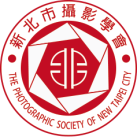 新北市攝影學會
THE PHOTOGRAPHIC SOCIETY OF NEW TAIPEI CITY